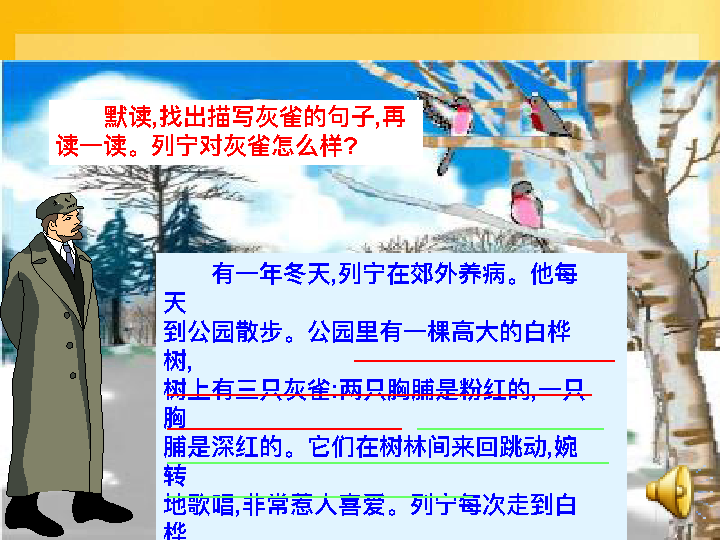 默读,找出描写灰雀的句子,再
读一读。列宁对灰雀怎么样?
有一年冬天,列宁在郊外养病。他每
天
到公园散步。公园里有一棵高大的白桦
树,
树上有三只灰雀:两只胸脯是粉红的,一只
胸
脯是深红的。它们在树林间来回跳动,婉
转
地歌唱,非常惹人喜爱。列宁每次走到白
桦